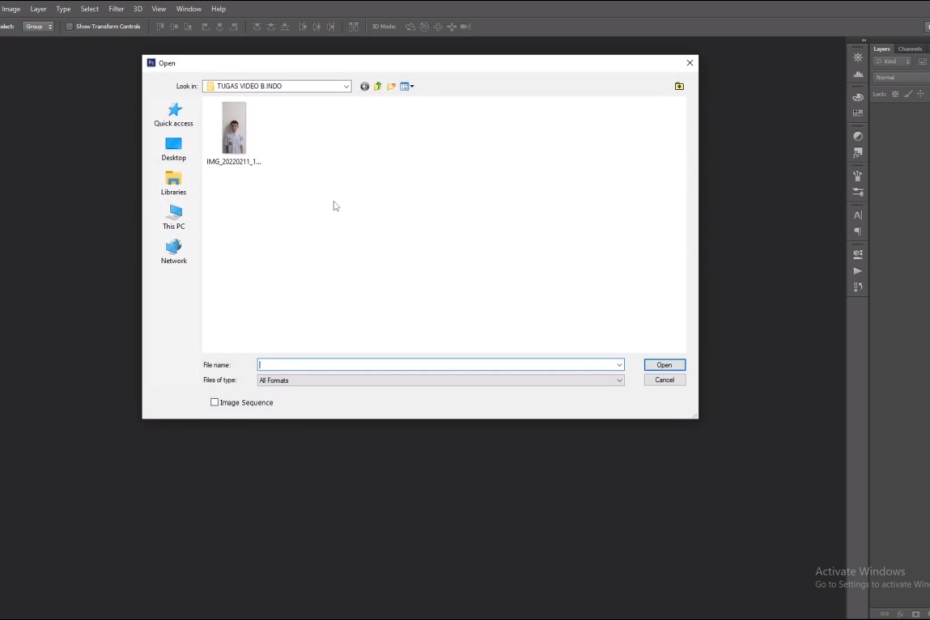 Image Layer Type Select Filter 3D View Window Help
Group Show Transform Controls 3D Mode:
Open
Layers Channels
Kind
Look in: TUGAS VIDEO B.INDO
Normal
Lock:
Quick access
Desktop
IMG_20220211_1...
Libraries
This PC
Network
File name: Open
Files of type: All Formats Cancel
Image Sequence
Activate Windows
Go to Settings to activate Win